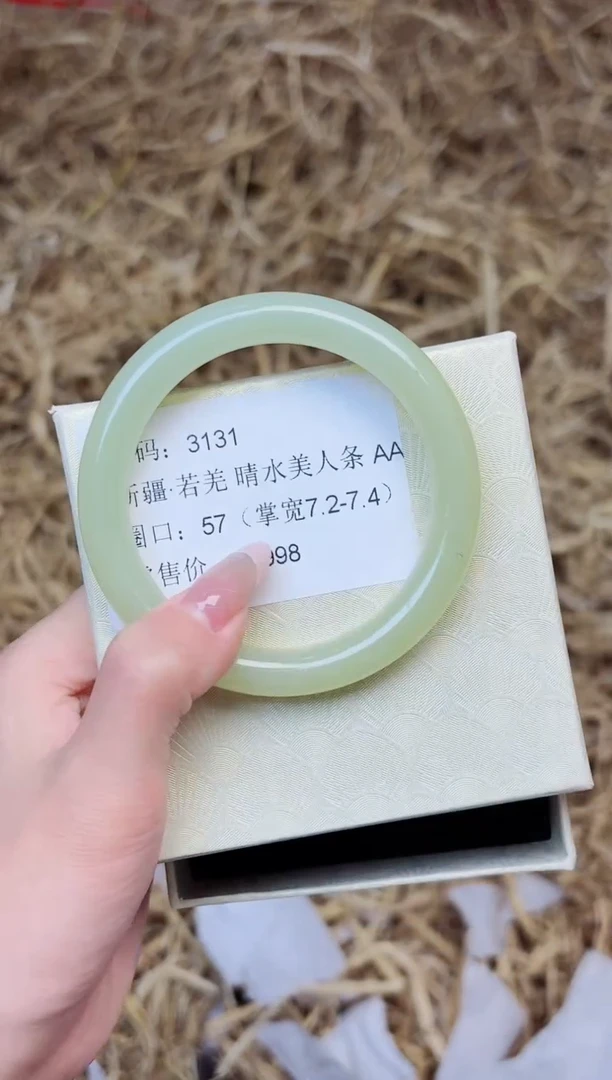 码：3131
疆·若羌 晴水美人条 AA
圈口：57（掌宽7.2-7.4）
售价 998